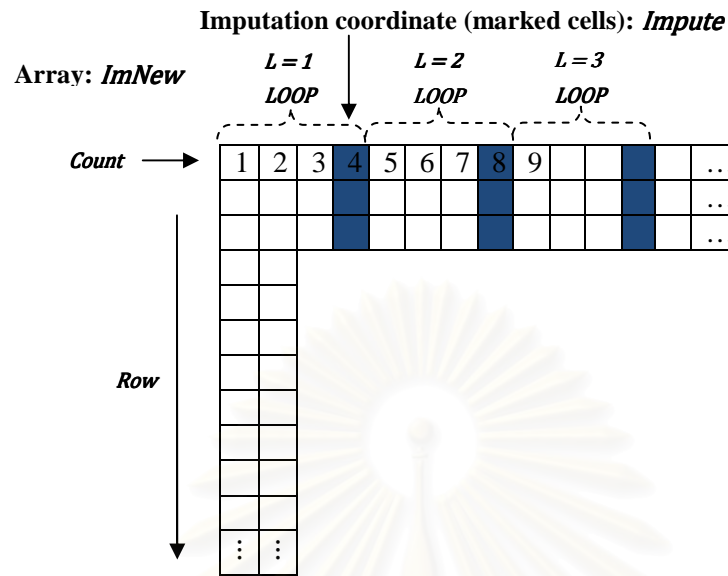 Imputation coordinate (marked cells): Impute
Array: ImNew
L = 1 L = 2 L = 3
LOOP LOOP LOOP
Count
1 2 3 4 5 6 7 8 9 …
…
…
Row
⋮ ⋮